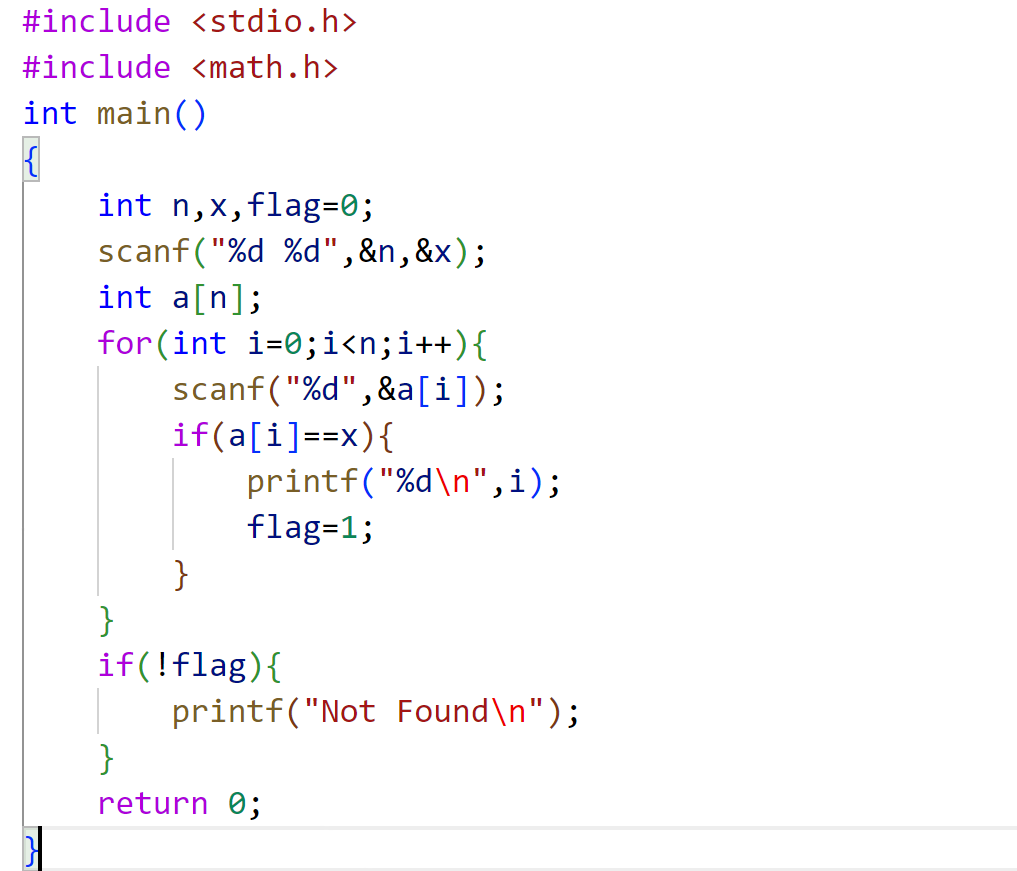 #include <stdio.h>
#include <math.h>
int main()
{
    int n,x,flag=0;
    scanf("%d %d",&n,&x);
    int a[n];
    for(int i=0;i<n;i++){
        scanf("%d",&a[i]);
        if(a[i]==x){
            printf("%d\n",i);
            flag=1;
        }
    }
    if(!flag){
        printf("Not Found\n");
    }
    return 0;
}